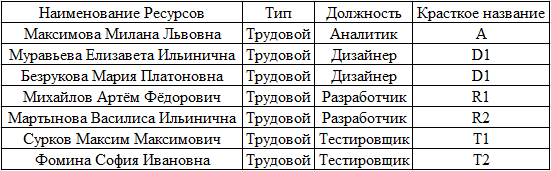 Наименование Ресурсов Тип Должность Красткое название
Максимова Милана Львовна Трудовой Аналитик А
Муравьева Елизавета Ильинична Трудовой Дизайнер D1
Безрукова Мария Платоновна Трудовой Дизайнер D1
Михайлов Артём Фёдорович Трудовой Разработчик R1
Мартынова Василиса Ильинична Трудовой Разработчик R2
Сурков Максим Максимович Трудовой Тестировщик T1
Фомина София Ивановна Трудовой Тестировщик T2